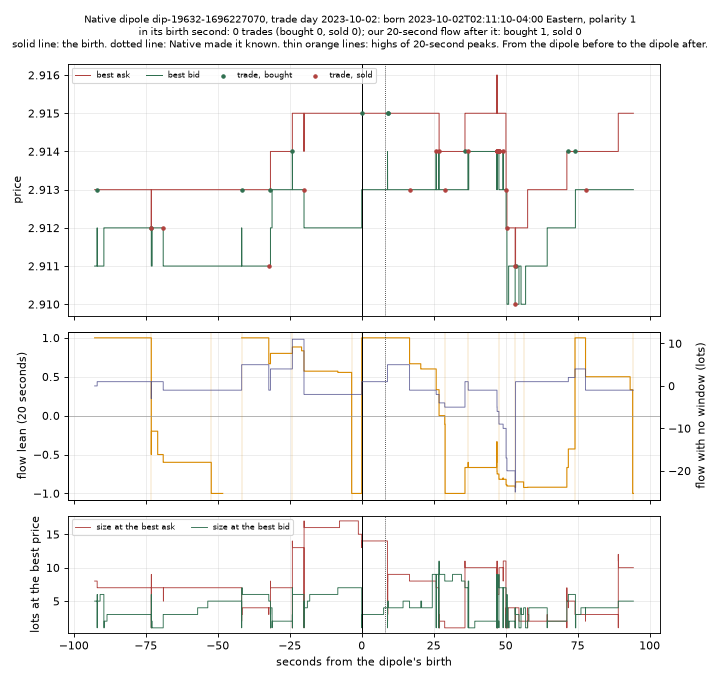 Native dipole dip-19632-1696227070, trade day 2023-10-02: born 2023-10-02T02:11:10-04:00 Eastern, polarity 1
in its birth second: 0 trades (bought 0, sold 0); our 20-second flow after it: bought 1, sold 0
solid line: the birth. dotted line: Native made it known. thin orange lines: highs of 20-second peaks. From the dipole before to the dipole after.
best ask
best bid
trade, bought
trade, sold
2.916
2.915
2.914
2.913
2.912
2.911
2.910
price
1.0
0.5
0.0
−0.5
−1.0
flow lean (20 seconds)
10
0
−10
−20
flow with no window (lots)
size at the best ask
size at the best bid
15
10
5
lots at the best price
−100
−75
−50
−25
0
25
50
75
100
seconds from the dipole's birth